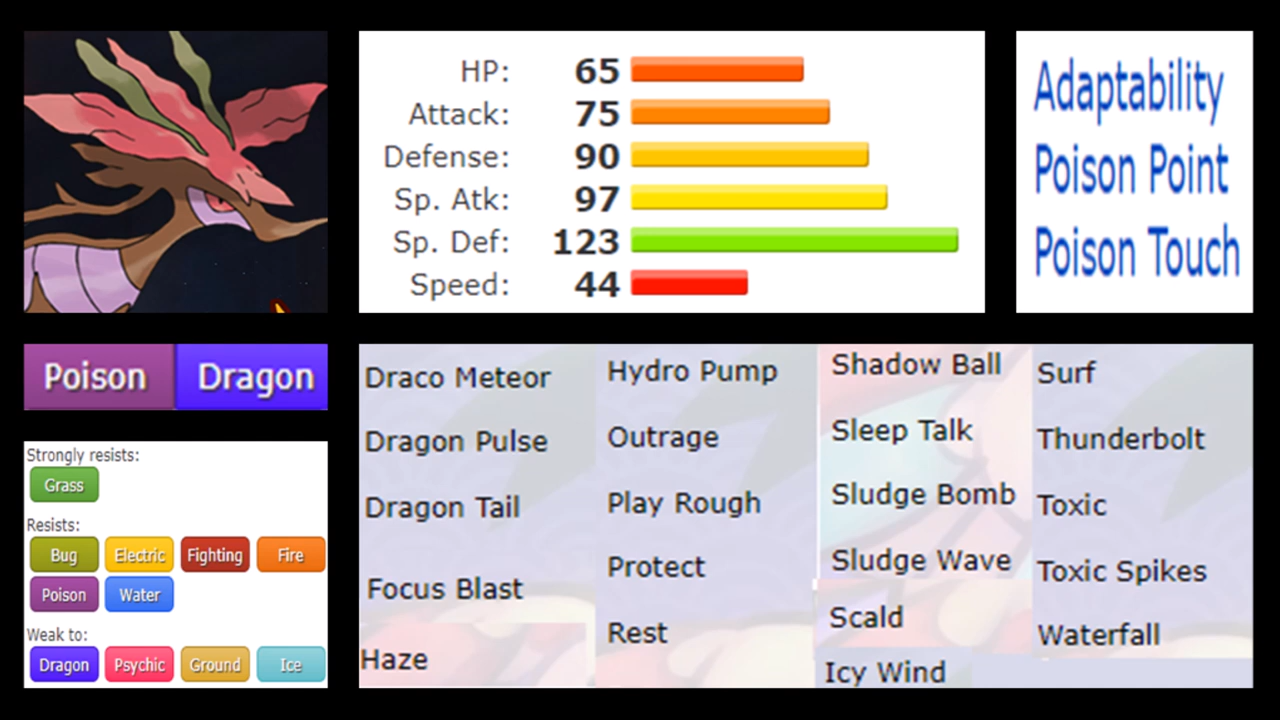 HP: 65
Attack: 75
Defense: 90
Sp. Atk: 97
Sp. Def: 123
Speed: 44
Adaptability
Poison Point
Poison Touch
Poison Dragon
Strongly resists:
Grass
Resists:
Bug Electric Fighting Fire
Poison Water
Weak to:
Dragon Psychic Ground Ice
Draco Meteor
Dragon Pulse
Dragon Tail
Focus Blast
Haze
Hydro Pump
Outrage
Play Rough
Protect
Rest
Shadow Ball
Sleep Talk
Sludge Bomb
Sludge Wave
Scald
Icy Wind
Surf
Thunderbolt
Toxic
Toxic Spikes
Waterfall